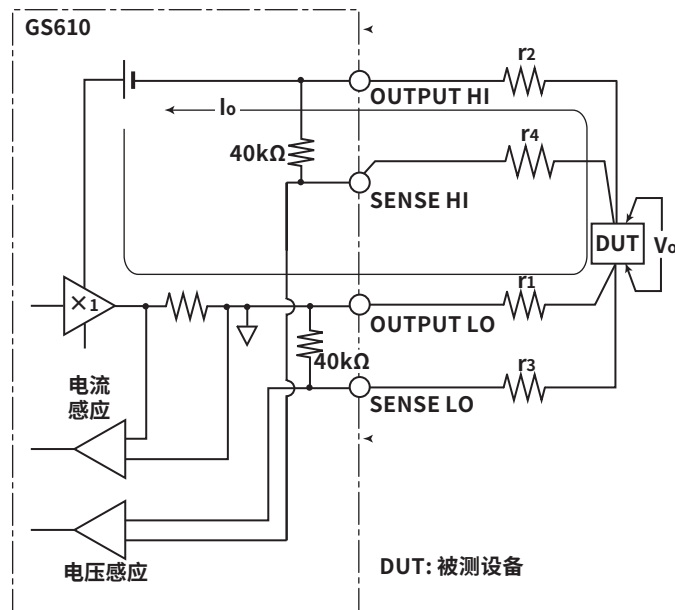 GS610
r2
OUTPUT HI
Io
r4
40kΩ
SENSE HI
DUT
Vo
r1
×1
OUTPUT LO
40kΩ
r3
电流
感应
SENSE LO
电压感应
DUT: 被测设备